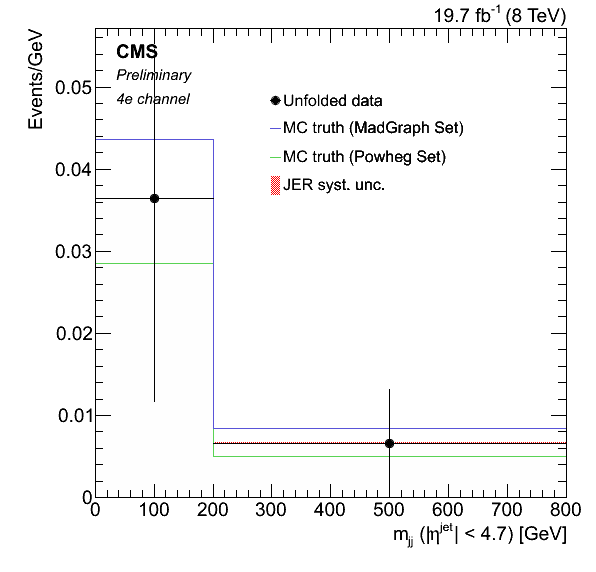 19.7 fb⁻¹ (8 TeV)
Events/GeV
CMS
Preliminary
4e channel
Unfolded data
MC truth (MadGraph Set)
MC truth (Powheg Set)
JER syst. unc.
0.05
0.04
0.03
0.02
0.01
0
0 100 200 300 400 500 600 700 800
m_jj (|η^jet| < 4.7) [GeV]